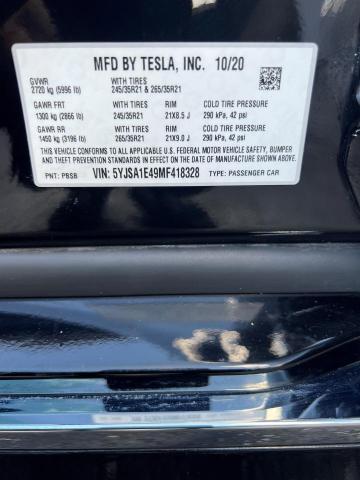 MFD BY TESLA, INC. 10/20
GVWR WITH TIRES
2720 kg (5996 lb) 245/35R21 & 265/35R21
GAWR FRT WITH TIRES RIM COLD TIRE PRESSURE
1300 kg (2866 lb) 245/35R21 21X8.5 J 290 kPa, 42 psi
GAWR RR WITH TIRES RIM COLD TIRE PRESSURE
1450 kg (3196 lb) 265/35R21 21X9.0 J 290 kPa, 42 psi
THIS VEHICLE CONFORMS TO ALL APPLICABLE U.S. FEDERAL MOTOR VEHICLE SAFETY, BUMPER
AND THEFT PREVENTION STANDARDS IN EFFECT ON THE DATE OF MANUFACTURE SHOWN ABOVE.
PNT: PBSB VIN: 5YJSA1E49MF418328 TYPE: PASSENGER CAR